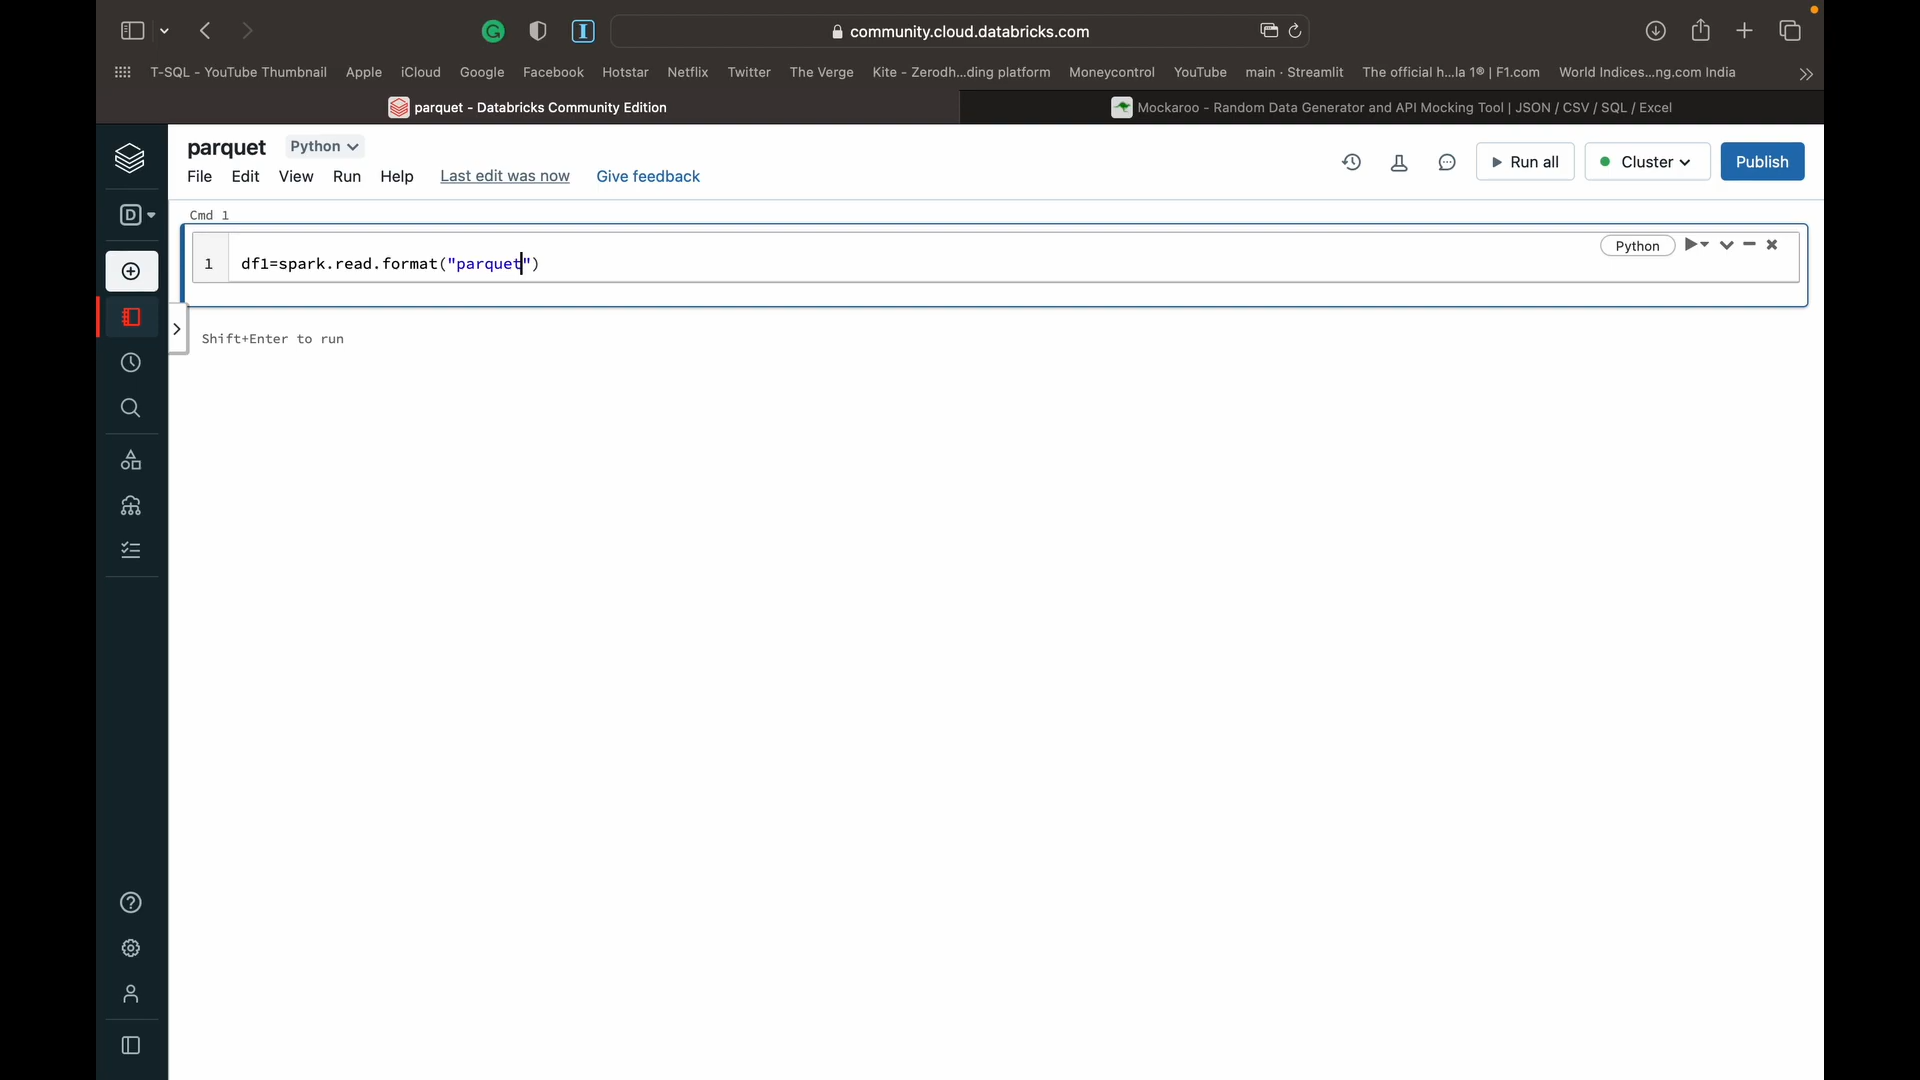 community.cloud.databricks.com
T-SQL - YouTube Thumbnail Apple iCloud Google Facebook Hotstar Netflix Twitter The Verge Kite - Zerodh...ding platform Moneycontrol YouTube main · Streamlit The official h...la 1® | F1.com World Indices...ng.com India
parquet - Databricks Community Edition Mockaroo - Random Data Generator and API Mocking Tool | JSON / CSV / SQL / Excel
parquet Python
File Edit View Run Help Last edit was now Give feedback Run all Cluster Publish
D
Cmd 1
Python
1 df1=spark.read.format("parquet")
Shift+Enter to run